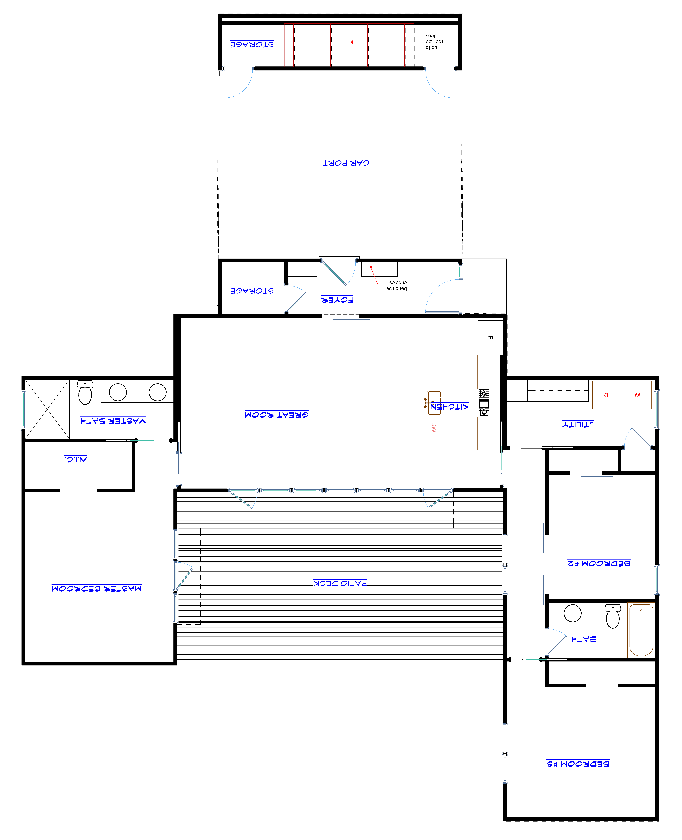 STORAGE
CAR PORT
STORAGE
FOYER
GREAT ROOM
KITCHEN
MASTER BATH
UTILITY
W.I.C.
MASTER BEDROOM
PATIO DECK
BEDROOM #2
BATH
BEDROOM #3